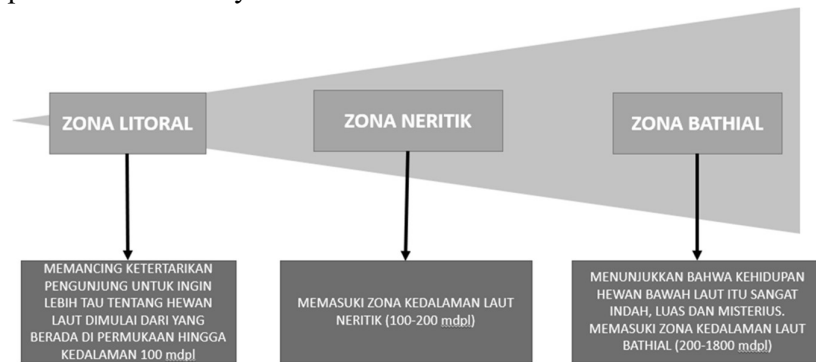 ZONA LITORAL
ZONA NERITIK
ZONA BATHIAL
MEMANCING KETERTARIKAN
PENGUNJUNG UNTUK INGIN
LEBIH TAU TENTANG HEWAN
LAUT DIMULAI DARI YANG
BERADA DI PERMUKAAN HINGGA
KEDALAMAN 100 mdpl
MEMASUKI ZONA KEDALAMAN LAUT
NERITIK (100-200 mdpl)
MENUNJUKKAN BAHWA KEHIDUPAN
HEWAN BAWAH LAUT ITU SANGAT
INDAH, LUAS DAN MISTERIUS.
MEMASUKI ZONA KEDALAMAN LAUT
BATHIAL (200-1800 mdpl)